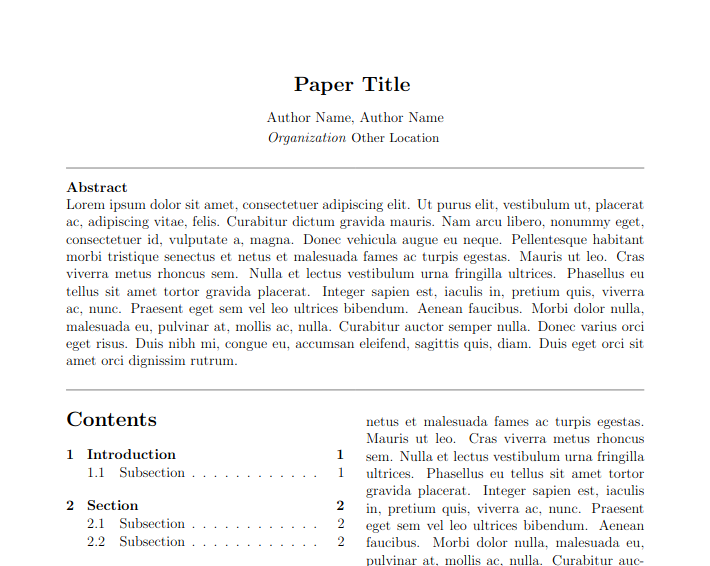 Paper Title
Author Name, Author Name
Organization Other Location
Abstract
Lorem ipsum dolor sit amet, consectetuer adipiscing elit. Ut purus elit, vestibulum ut, placerat
ac, adipiscing vitae, felis. Curabitur dictum gravida mauris. Nam arcu libero, nonummy eget,
consectetuer id, vulputate a, magna. Donec vehicula augue eu neque. Pellentesque habitant
morbi tristique senectus et netus et malesuada fames ac turpis egestas. Mauris ut leo. Cras
viverra metus rhoncus sem. Nulla et lectus vestibulum urna fringilla ultrices. Phasellus eu
tellus sit amet tortor gravida placerat. Integer sapien est, iaculis in, pretium quis, viverra
ac, nunc. Praesent eget sem vel leo ultrices bibendum. Aenean faucibus. Morbi dolor nulla,
malesuada eu, pulvinar at, mollis ac, nulla. Curabitur auctor semper nulla. Donec varius orci
eget risus. Duis nibh mi, congue eu, accumsan eleifend, sagittis quis, diam. Duis eget orci sit
amet orci dignissim rutrum.
Contents
1 Introduction 1
1.1 Subsection . . . . . . . . . . . . 1
2 Section 2
2.1 Subsection . . . . . . . . . . . . 2
2.2 Subsection . . . . . . . . . . . . 2
netus et malesuada fames ac turpis egestas.
Mauris ut leo. Cras viverra metus rhoncus
sem. Nulla et lectus vestibulum urna fringilla
ultrices. Phasellus eu tellus sit amet tortor
gravida placerat. Integer sapien est, iaculis
in, pretium quis, viverra ac, nunc. Praesent
eget sem vel leo ultrices bibendum. Aenean
faucibus. Morbi dolor nulla, malesuada eu,
pulvinar at, mollis ac, nulla. Curabitur auc-